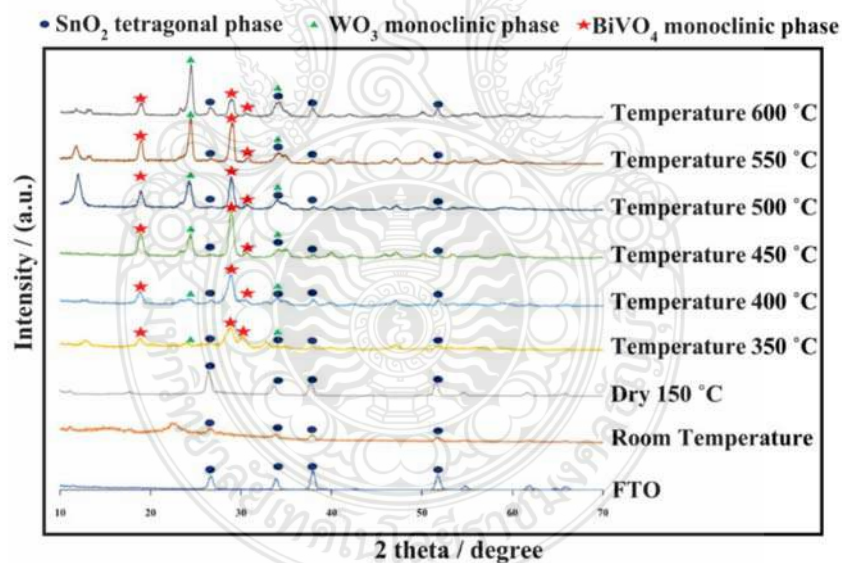 SnO₂ tetragonal phase WO₃ monoclinic phase BiVO₄ monoclinic phase
Intensity / (a.u.)
Temperature 600 ˚C
Temperature 550 ˚C
Temperature 500 ˚C
Temperature 450 ˚C
Temperature 400 ˚C
Temperature 350 ˚C
Dry 150 ˚C
Room Temperature
FTO
10 20 30 40 50 60 70
2 theta / degree